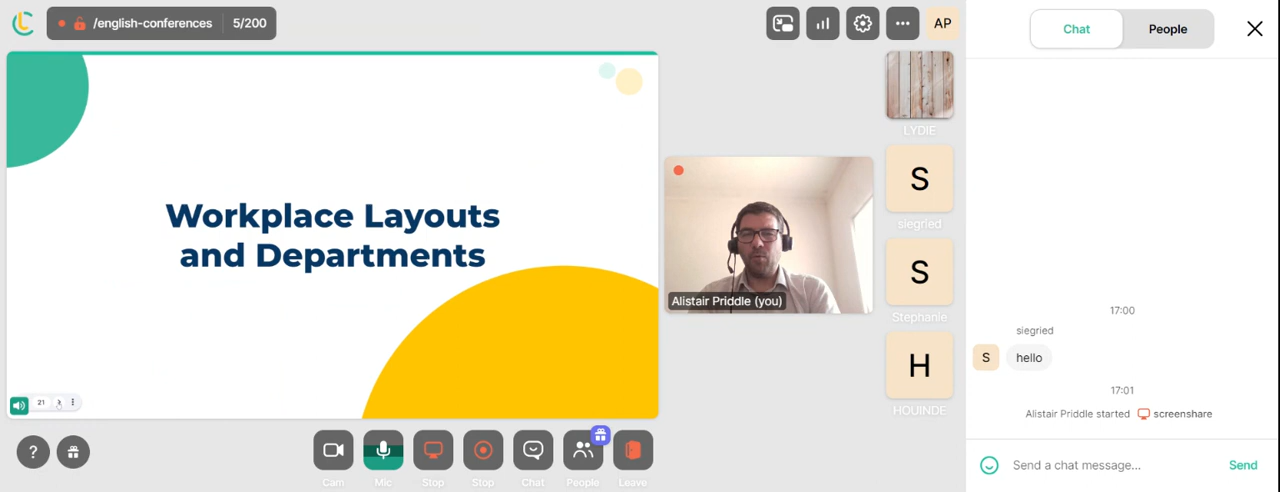 /english-conferences 5/200
AP
Chat People
Workplace Layouts
and Departments
21
Alistair Priddle (you)
LYDIE
S
siegried
S
Stephanie
H
HOUINDE
17:00
siegried
S
hello
17:01
Alistair Priddle started screenshare
?
Cam
Mic
Stop
Stop
Chat
People
Leave
Send a chat message...
Send